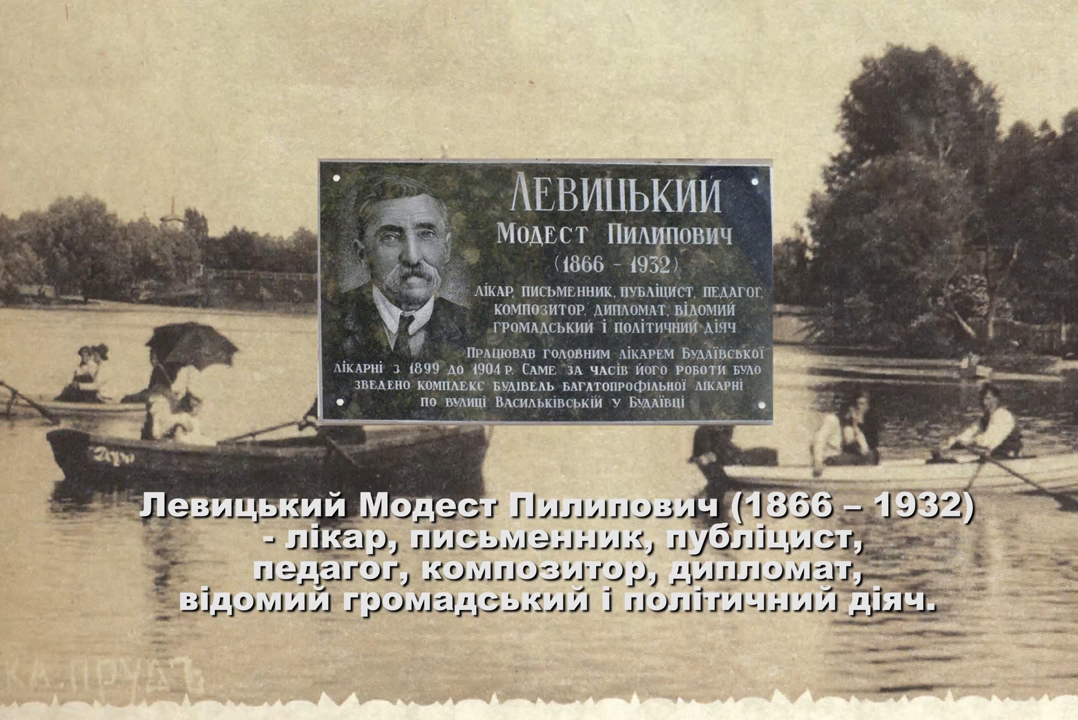 ЛЕВИЦЬКИЙ
МОДЕСТ ПИЛИПОВИЧ
(1866 – 1932)
ЛІКАР, ПИСЬМЕННИК, ПУБЛІЦИСТ, ПЕДАГОГ,
КОМПОЗИТОР, ДИПЛОМАТ, ВІДОМИЙ
ГРОМАДСЬКИЙ І ПОЛІТИЧНИЙ ДІЯЧ
ПРАЦЮВАВ ГОЛОВНИМ ЛІКАРЕМ БУДАЇВСЬКОЇ
ЛІКАРНІ З 1899 ДО 1904 Р. САМЕ ЗА ЧАСІВ ЙОГО РОБОТИ БУЛО
ЗВЕДЕНО КОМПЛЕКС БУДІВЕЛЬ БАГАТОПРОФІЛЬНОЇ ЛІКАРНІ
ПО ВУЛИЦІ ВАСИЛЬКІВСЬКІЙ У БУДАЇВЦІ
Левицький Модест Пилипович (1866 – 1932)
- лікар, письменник, публіцист,
педагог, композитор, дипломат,
відомий громадський і політичний діяч.
КА. ПРУДЪ